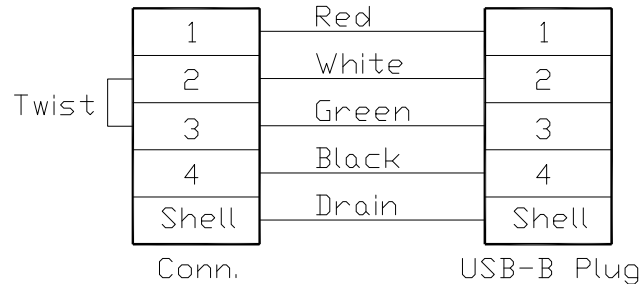 Red
1 1
White
2 2
Twist
Green
3 3
Black
4 4
Drain
Shell Shell
Conn. USB-B Plug